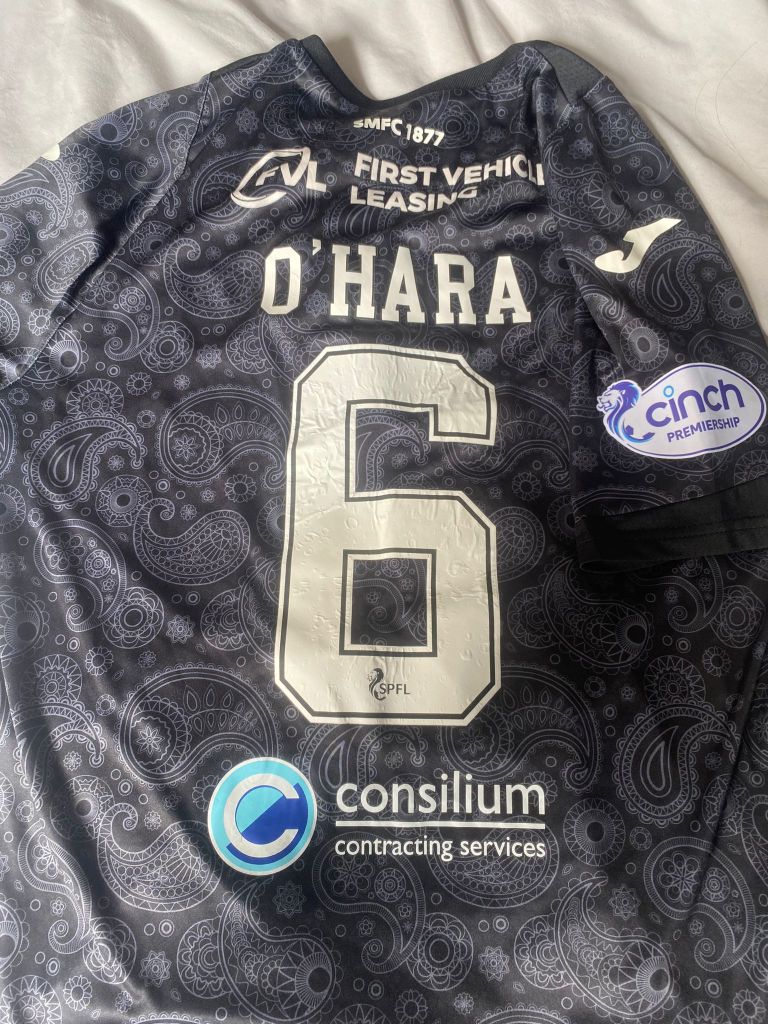 SMFC 1877
FVL
FIRST VEHICLE
LEASING
O'HARA
cinch
PREMIERSHIP
6
SPFL
consilium
contracting services